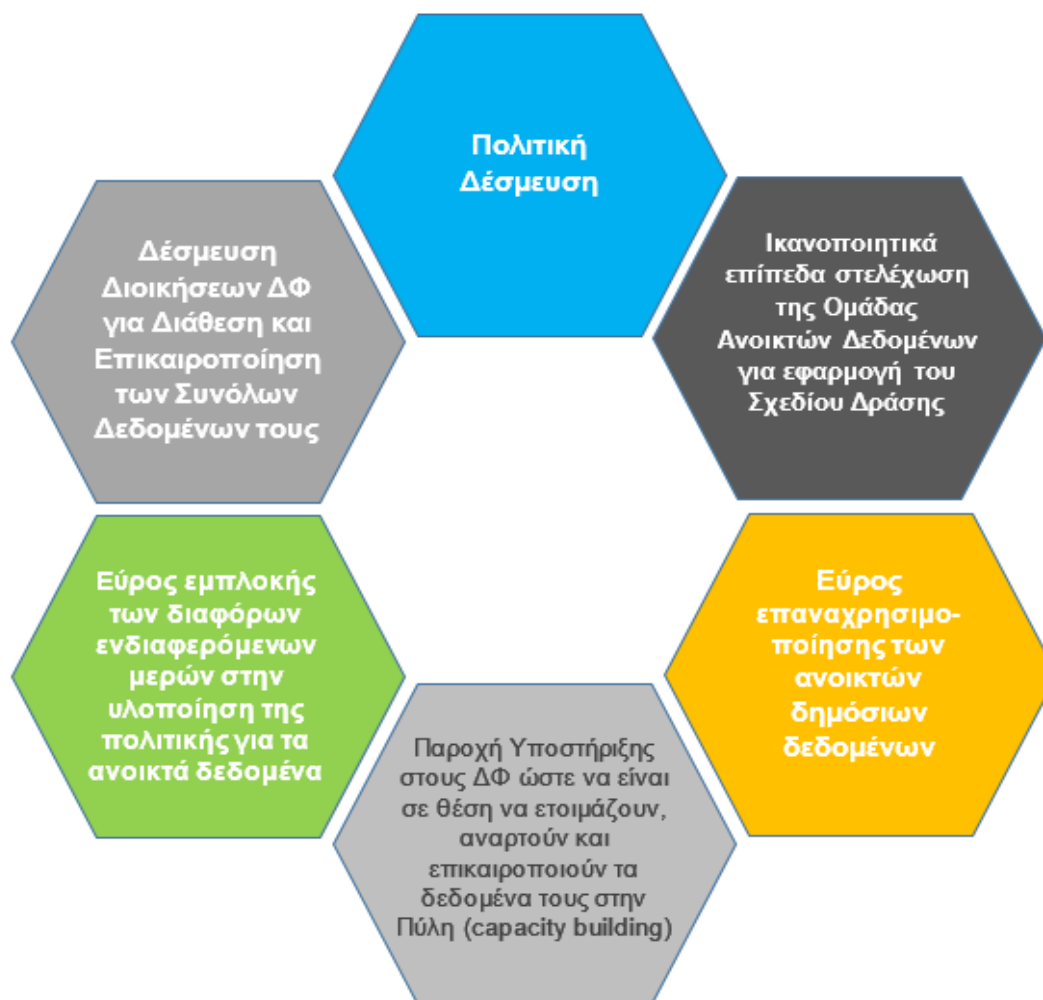 Πολιτική
Δέσμευση
Ικανοποιητικά
επίπεδα στελέχωση
της Ομάδας
Ανοικτών Δεδομένων
για εφαρμογή του
Σχεδίου Δράσης
Εύρος
επαναχρησιμο-
ποίησης των
ανοικτών
δημόσιων
δεδομένων
Παροχή Υποστήριξης
στους ΔΦ ώστε να είναι
σε θέση να ετοιμάζουν,
αναρτούν και
επικαιροποιούν τα
δεδομένα τους στην
Πύλη (capacity building)
Εύρος εμπλοκής
των διαφόρων
ενδιαφερόμενων
μερών στην
υλοποίηση της
πολιτικής για τα
ανοικτά δεδομένα
Δέσμευση
Διοικήσεων ΔΦ
για Διάθεση και
Επικαιροποίηση
των Συνόλων
Δεδομένων τους